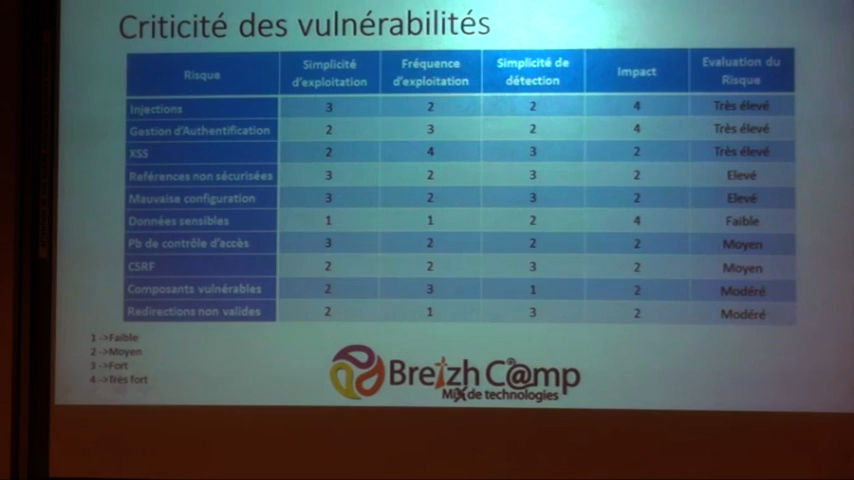 Criticité des vulnérabilités
Risque Simplicité d'exploitation Fréquence d'exploitation Simplicité de détection Impact Evaluation du Risque
Injections 3 2 2 4 Très élevé
Gestion d'Authentification 2 3 2 4 Très élevé
XSS 2 4 3 2 Très élevé
Références non sécurisées 3 2 3 2 Elevé
Mauvaise configuration 3 2 3 2 Elevé
Données sensibles 1 1 2 4 Faible
Pb de contrôle d'accès 3 2 2 2 Moyen
CSRF 2 2 3 2 Moyen
Composants vulnérables 2 3 1 2 Modéré
Redirections non valides 2 1 3 2 Modéré
1 ->Faible
2 ->Moyen
3 ->Fort
4 ->Très fort
Breizh C@mp
Mix de technologies